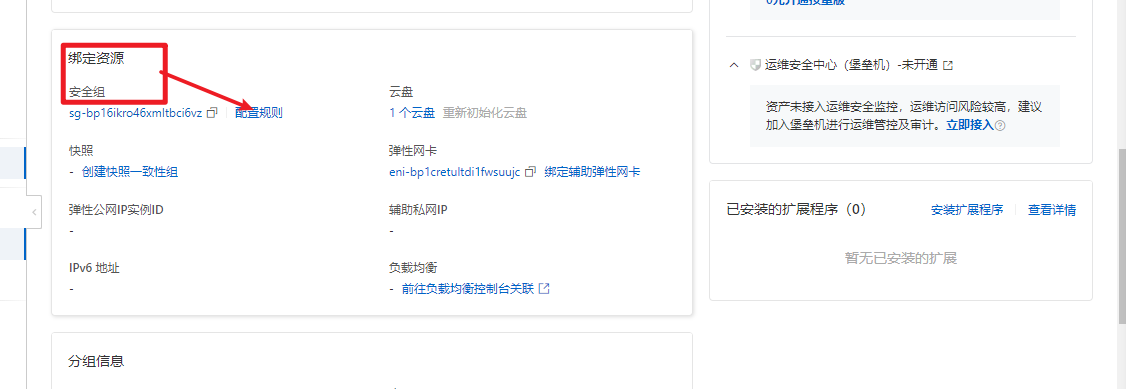 绑定资源
安全组
sg-bp16ikro46xmltbci6vz 配置规则
云盘
1 个云盘 重新初始化云盘
快照
- 创建快照一致性组
弹性网卡
eni-bp1cretultdi1fwsuujc 绑定辅助弹性网卡
弹性公网IP实例ID
-
辅助私网IP
-
IPv6 地址
-
负载均衡
- 前往负载均衡控制台关联
分组信息
运维安全中心（堡垒机）-未开通
资产未接入运维安全监控，运维访问风险较高，建议
加入堡垒机进行运维管控及审计。立即接入
已安装的扩展程序（0） 安装扩展程序 查看详情
暂无已安装的扩展